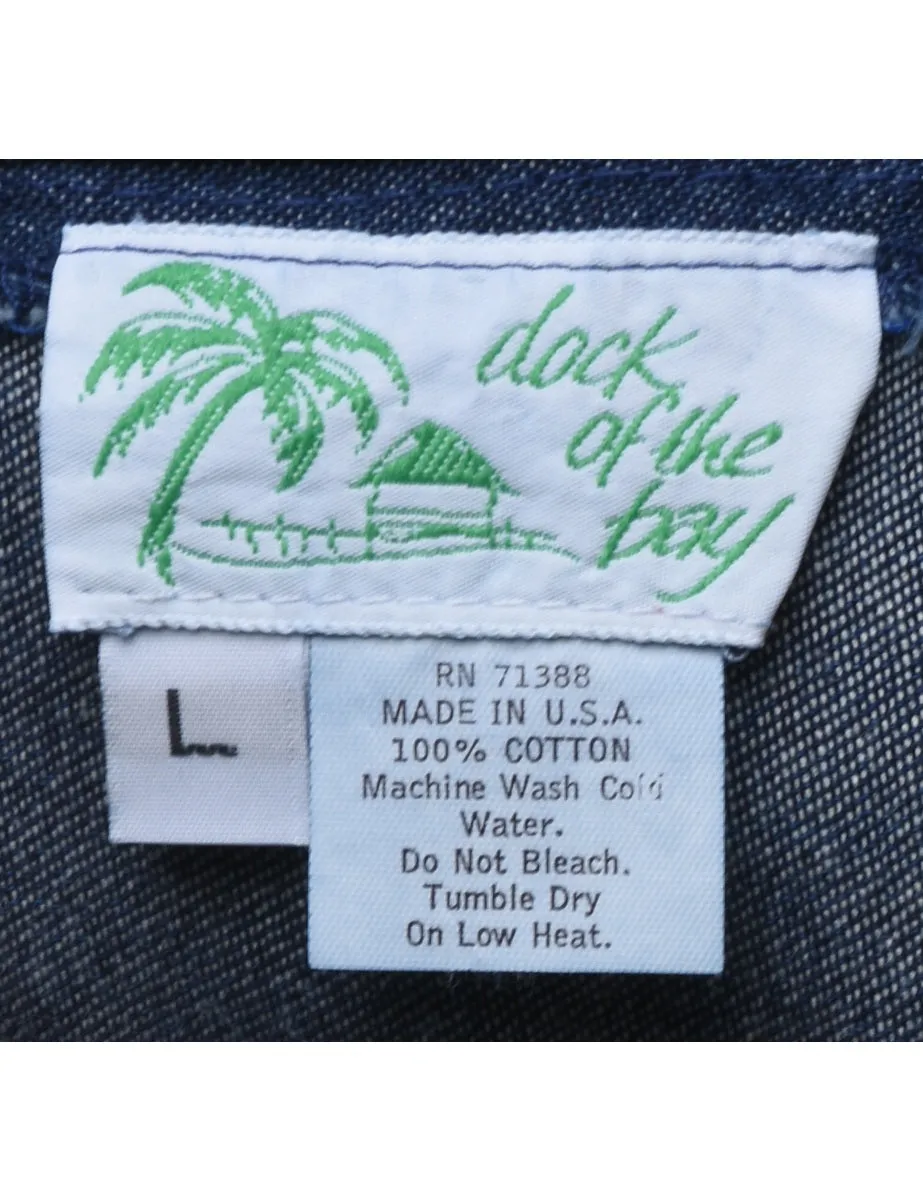 dock
of the
bay
L
RN 71388
MADE IN U.S.A.
100% COTTON
Machine Wash Cold
Water.
Do Not Bleach.
Tumble Dry
On Low Heat.